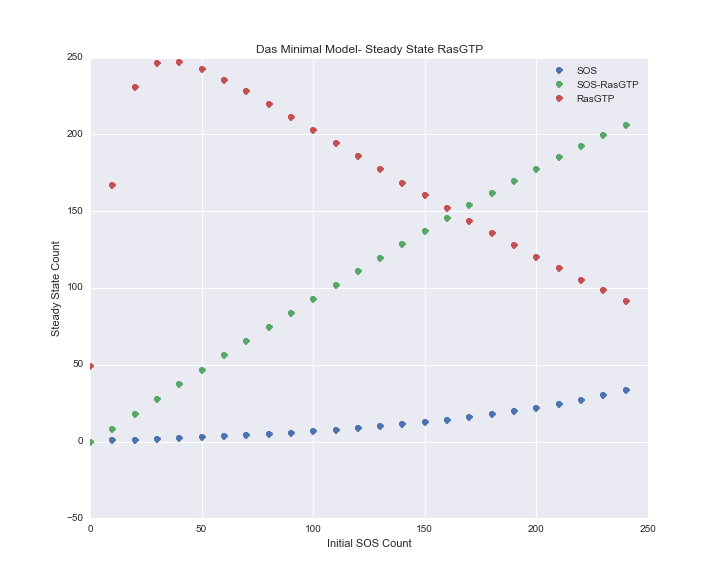 Das Minimal Model- Steady State RasGTP
250
200
150
100
50
0
−50
Steady State Count
SOS
SOS-RasGTP
RasGTP
0
50
100
150
200
250
Initial SOS Count